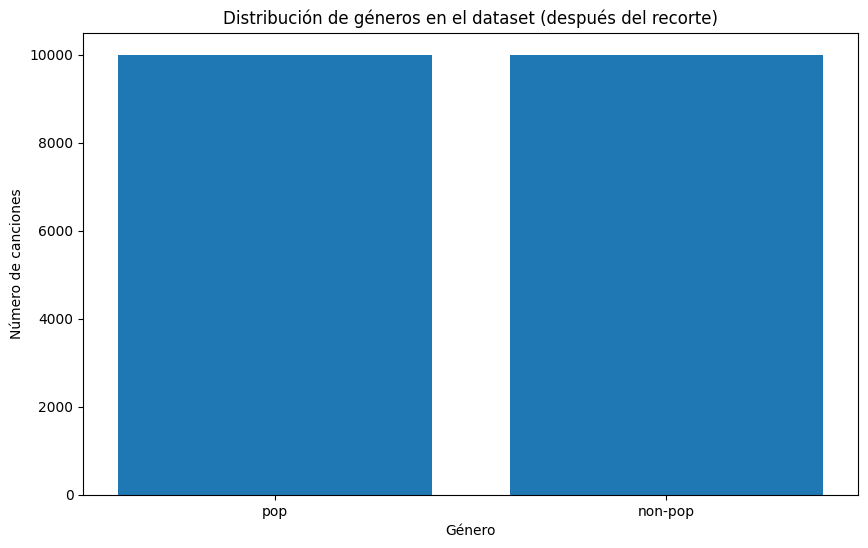 Distribución de géneros en el dataset (después del recorte)
10000
8000
6000
4000
2000
0
Número de canciones
pop
non-pop
Género